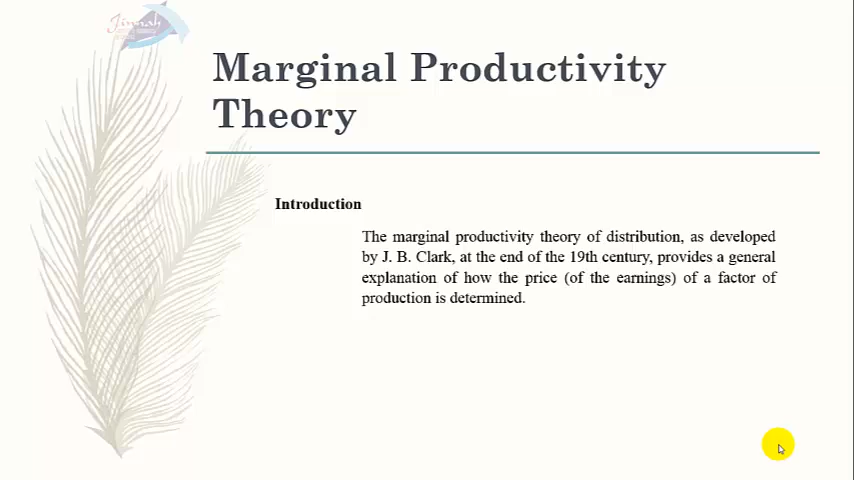 Jinnah
Marginal Productivity
Theory
Introduction
The marginal productivity theory of distribution, as developed
by J. B. Clark, at the end of the 19th century, provides a general
explanation of how the price (of the earnings) of a factor of
production is determined.